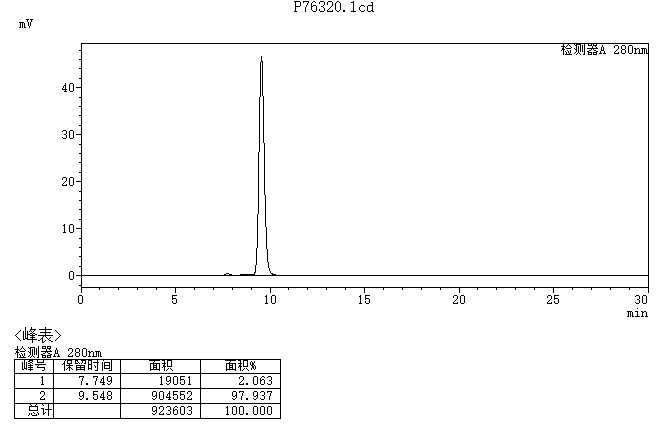 P76320.lcd
mV
检测器A 280nm
40
30
20
10
0
0 5 10 15 20 25 30
min
<峰表>
检测器A 280nm
峰号 保留时间 面积 面积%
1 7.749 19051 2.063
2 9.548 904552 97.937
总计 923603 100.000